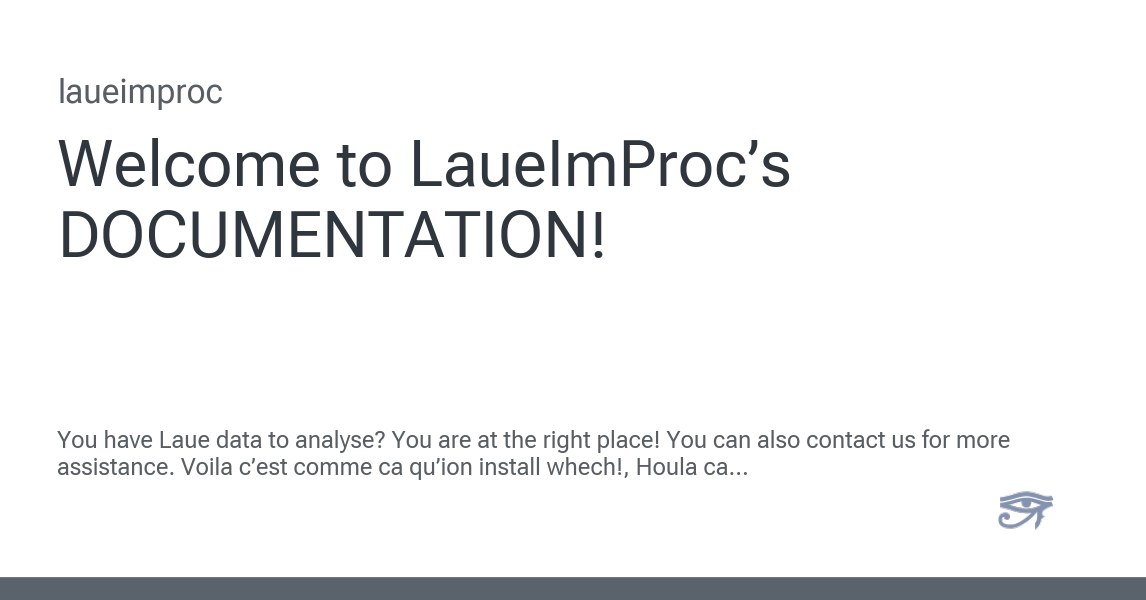 laueimproc
Welcome to LaueImProc’s
DOCUMENTATION!
You have Laue data to analyse? You are at the right place! You can also contact us for more
assistance. Voila c’est comme ca qu’ion install whech!, Houla ca...